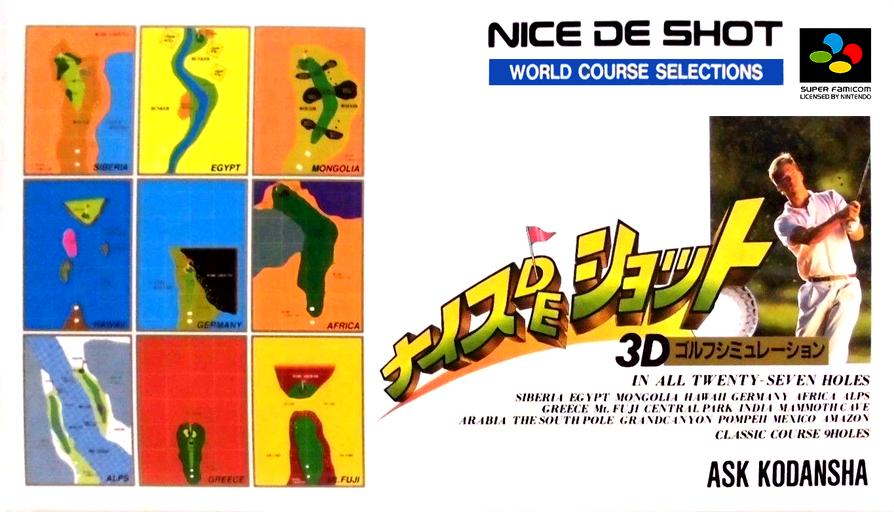 NICE DE SHOT
WORLD COURSE SELECTIONS
SUPER FAMICOM
LICENSED BY NINTENDO
SIBERIA
EGYPT
MONGOLIA
HAWAII
GERMANY
AFRICA
ALPS
GREECE
Mt. FUJI
ナイスDEショット
3D ゴルフシミュレーション
IN ALL TWENTY-SEVEN HOLES
SIBERIA EGYPT MONGOLIA HAWAII GERMANY AFRICA ALPS
GREECE Mt. FUJI CENTRAL PARK INDIA MAMMOTH CAVE
ARABIA THE SOUTH POLE GRAND CANYON POMPEII MEXICO AMAZON
CLASSIC COURSE 9HOLES
ASK KODANSHA